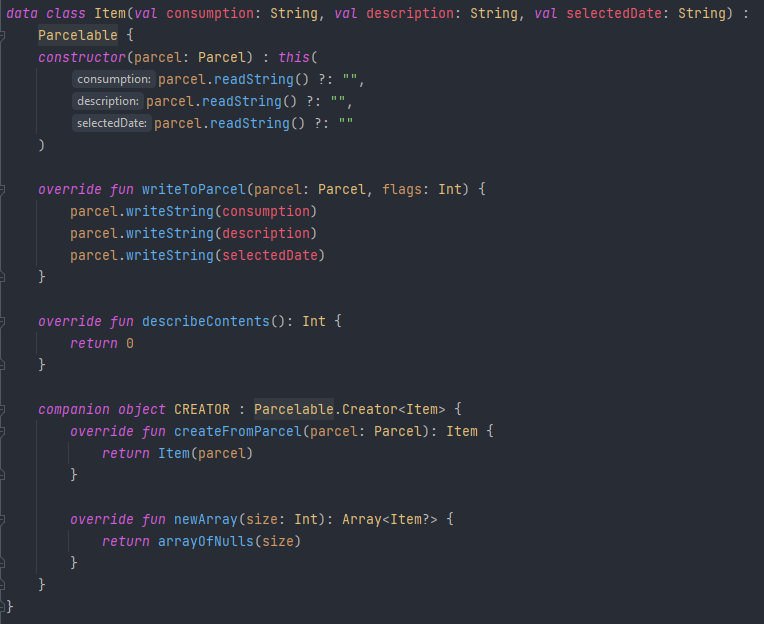 data class Item(val consumption: String, val description: String, val selectedDate: String) :
    Parcelable {
    constructor(parcel: Parcel) : this(
        consumption: parcel.readString() ?: "",
        description: parcel.readString() ?: "",
        selectedDate: parcel.readString() ?: ""
    )

    override fun writeToParcel(parcel: Parcel, flags: Int) {
        parcel.writeString(consumption)
        parcel.writeString(description)
        parcel.writeString(selectedDate)
    }

    override fun describeContents(): Int {
        return 0
    }

    companion object CREATOR : Parcelable.Creator<Item> {
        override fun createFromParcel(parcel: Parcel): Item {
            return Item(parcel)
        }

        override fun newArray(size: Int): Array<Item?> {
            return arrayOfNulls(size)
        }
    }
}